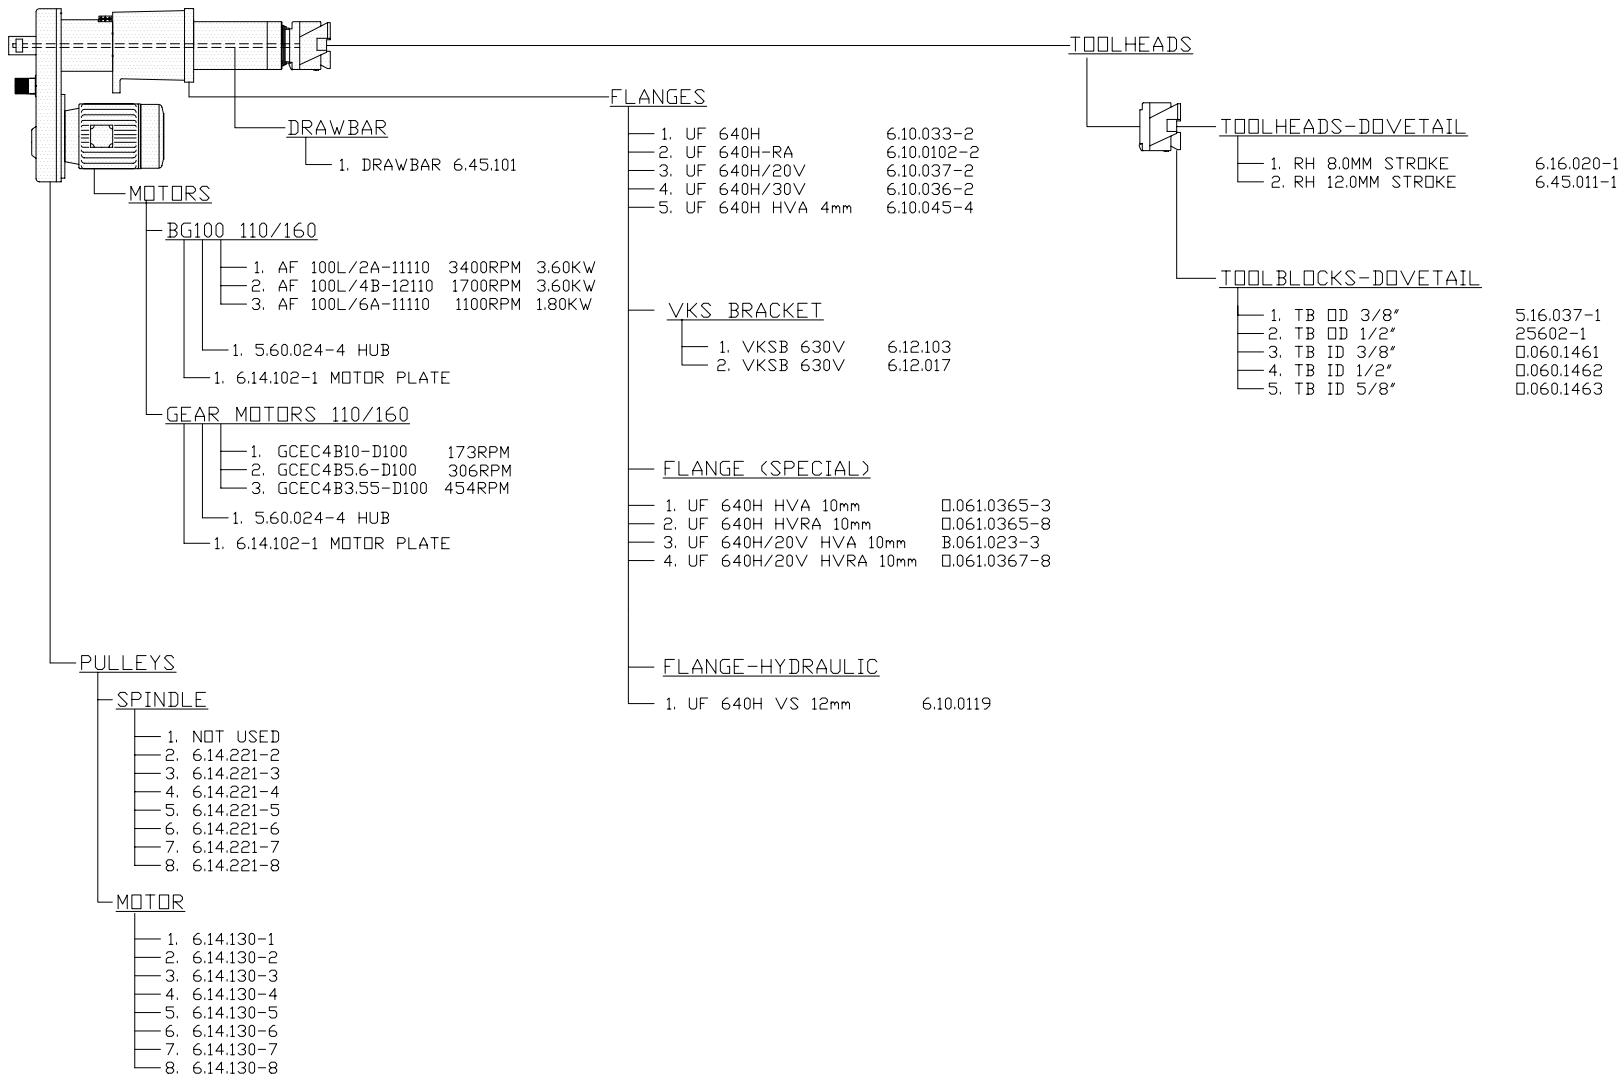 TOOLHEADS
FLANGES
1. UF 640H 6.10.033-2
2. UF 640H-RA 6.10.0102-2
3. UF 640H/20V 6.10.037-2
4. UF 640H/30V 6.10.036-2
5. UF 640H HVA 4mm 6.10.045-4
VKS BRACKET
1. VKSB 630V 6.12.103
2. VKSB 630V 6.12.017
FLANGE (SPECIAL)
1. UF 640H HVA 10mm O.061.0365-3
2. UF 640H HVRA 10mm O.061.0365-8
3. UF 640H/20V HVA 10mm B.061.023-3
4. UF 640H/20V HVRA 10mm O.061.0367-8
FLANGE-HYDRAULIC
1. UF 640H VS 12mm 6.10.0119
TOOLHEADS-DOVETAIL
1. RH 8.0MM STROKE 6.16.020-1
2. RH 12.0MM STROKE 6.45.011-1
TOOLBLOCKS-DOVETAIL
1. TB OD 3/8" 5.16.037-1
2. TB OD 1/2" 25602-1
3. TB ID 3/8" O.060.1461
4. TB ID 1/2" O.060.1462
5. TB ID 5/8" O.060.1463
DRAWBAR
1. DRAWBAR 6.45.101
MOTORS
BG100 110/160
1. AF 100L/2A-11110 3400RPM 3.60KW
2. AF 100L/4B-12110 1700RPM 3.60KW
3. AF 100L/6A-11110 1100RPM 1.80KW
1. 5.60.024-4 HUB
1. 6.14.102-1 MOTOR PLATE
GEAR MOTORS 110/160
1. GCEC4B10-D100 173RPM
2. GCEC4B5.6-D100 306RPM
3. GCEC4B3.55-D100 454RPM
1. 5.60.024-4 HUB
1. 6.14.102-1 MOTOR PLATE
PULLEYS
SPINDLE
1. NOT USED
2. 6.14.221-2
3. 6.14.221-3
4. 6.14.221-4
5. 6.14.221-5
6. 6.14.221-6
7. 6.14.221-7
8. 6.14.221-8
MOTOR
1. 6.14.130-1
2. 6.14.130-2
3. 6.14.130-3
4. 6.14.130-4
5. 6.14.130-5
6. 6.14.130-6
7. 6.14.130-7
8. 6.14.130-8